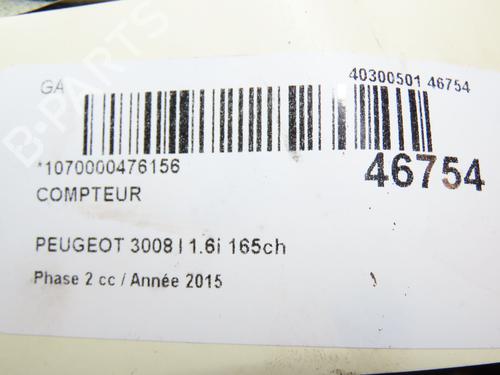 GA
40300501 46754
*1070000476156
46754
COMPTEUR
PEUGEOT 3008 I 1.6i 165ch
Phase 2 cc / Année 2015
B-PARTS